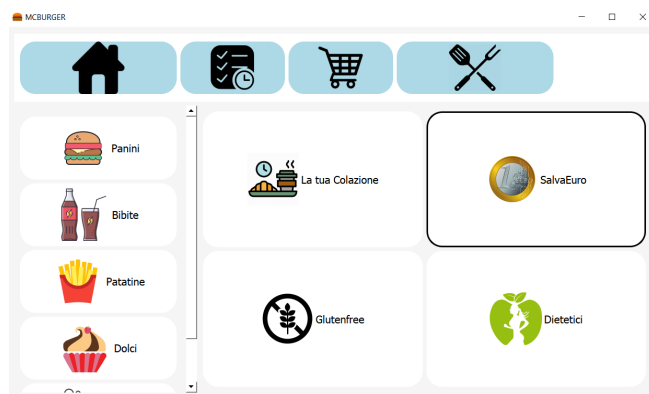 MCBURGER
Panini
Bibite
Patatine
Dolci
La tua Colazione
SalvaEuro
Glutenfree
Dietetici